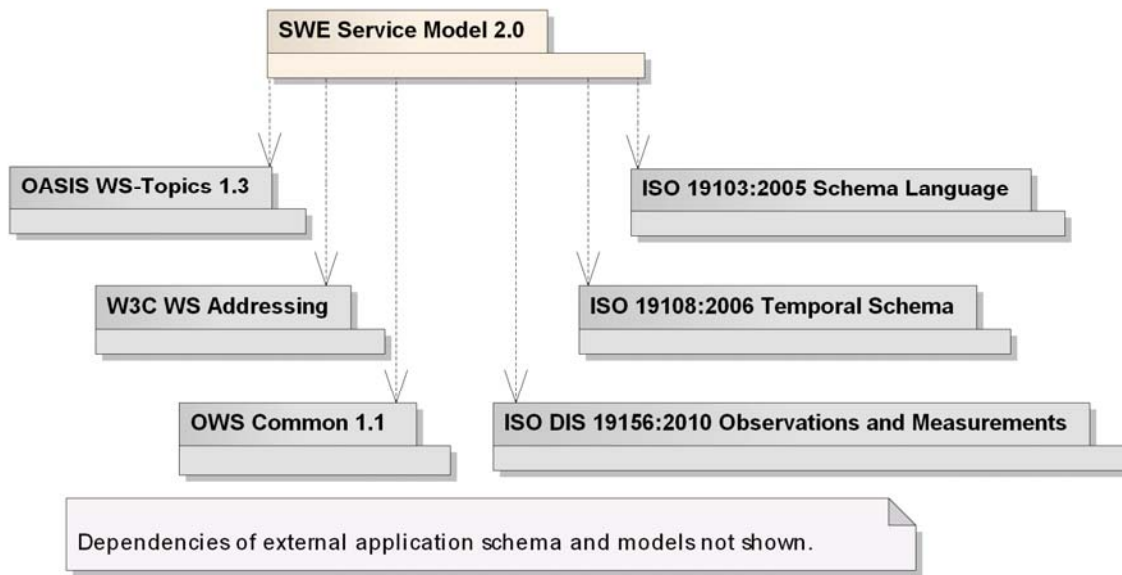 SWE Service Model 2.0
OASIS WS-Topics 1.3
ISO 19103:2005 Schema Language
W3C WS Addressing
ISO 19108:2006 Temporal Schema
OWS Common 1.1
ISO DIS 19156:2010 Observations and Measurements
Dependencies of external application schema and models not shown.